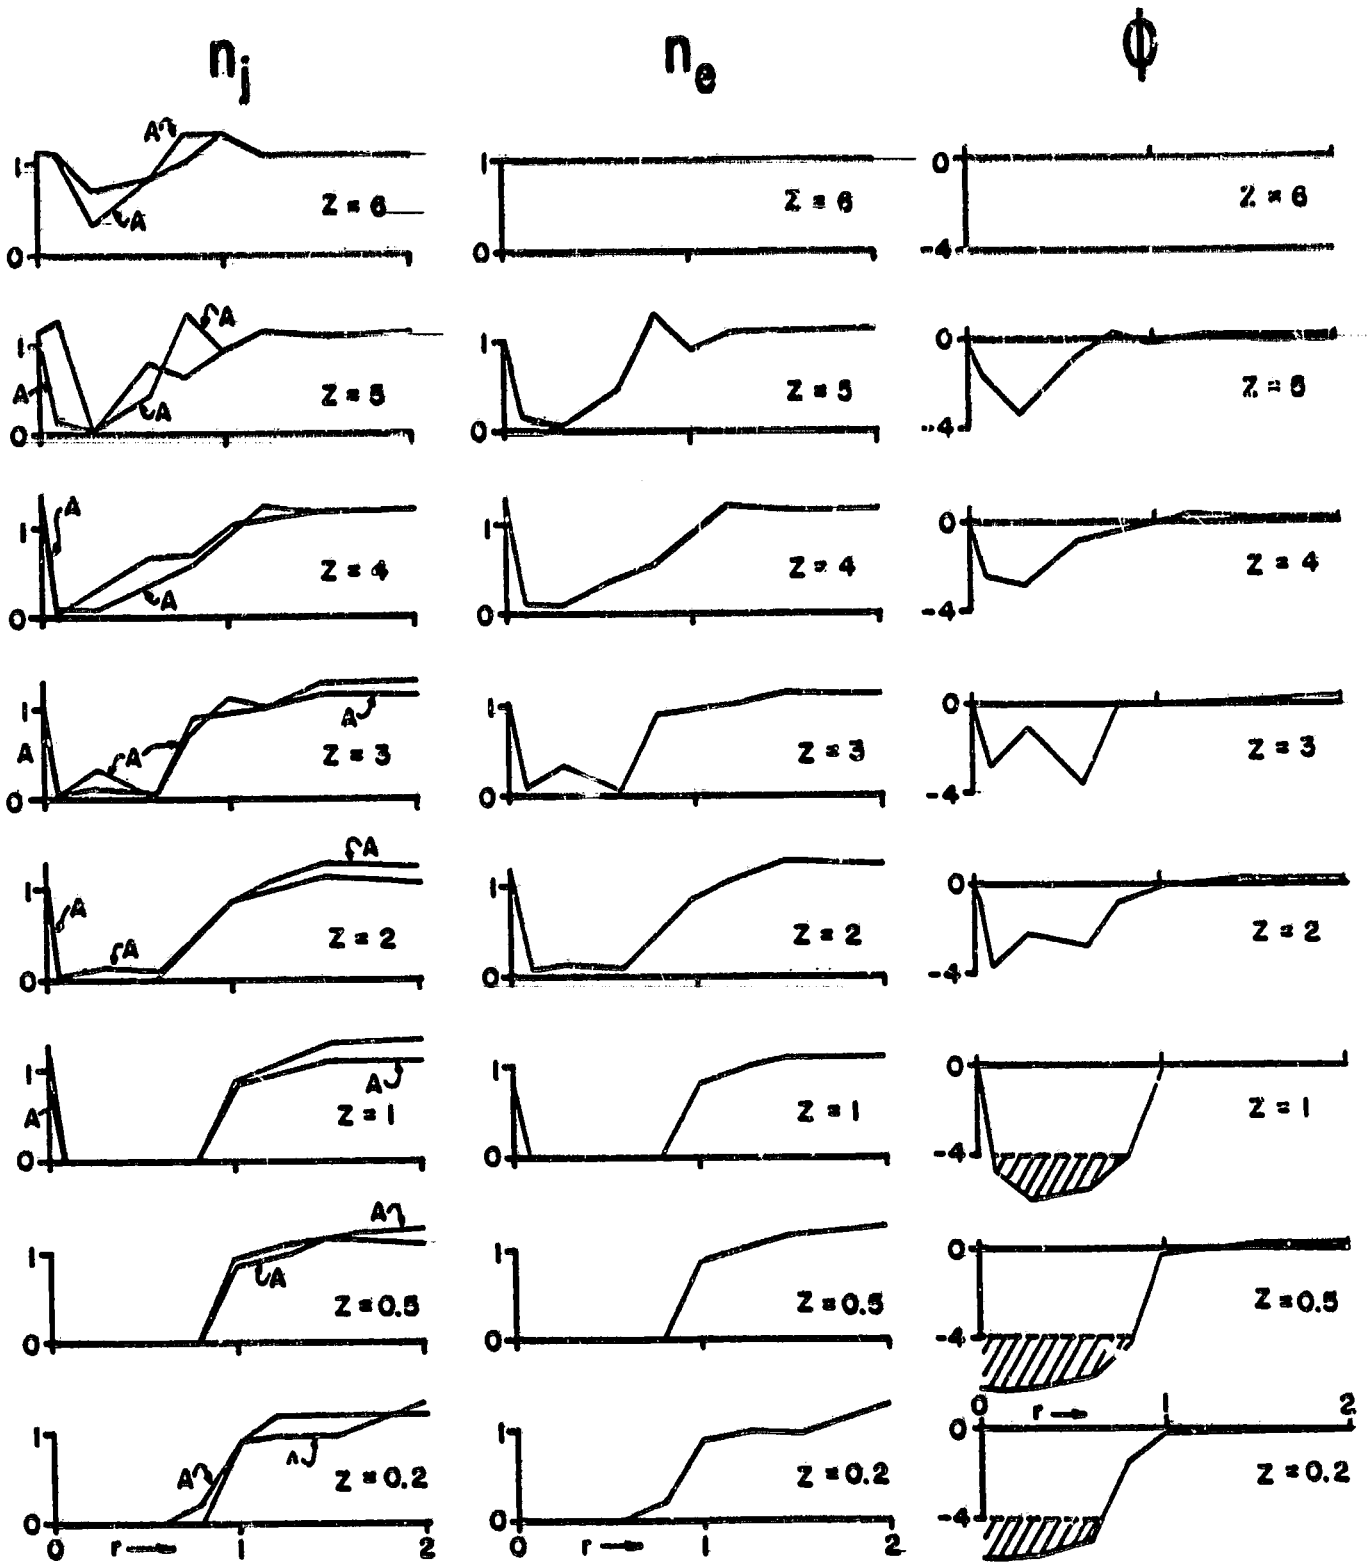 n_j n_e ϕ
A 1 Z = 6 A 0
1 Z = 6 0
0 Z = 6 -4
A 1 A Z = 5 A 0
1 Z = 5 0
0 Z = 5 -4
A 1 Z = 4 A 0
1 Z = 4 0
0 Z = 4 -4
1 A A A Z = 3 0
1 Z = 3 0
0 Z = 3 -4
A 1 A A Z = 2 0
1 Z = 2 0
0 Z = 2 -4
1 A A Z = 1 0
1 Z = 1 0
0 Z = 1 -4
A 1 A Z = 0.5 0
1 Z = 0.5 0
0 Z = 0.5 -4
1 A A Z = 0.2 0
0 r 1 2
1 Z = 0.2 0
0 r 1 2
0 r 1 2
0 Z = 0.2 -4